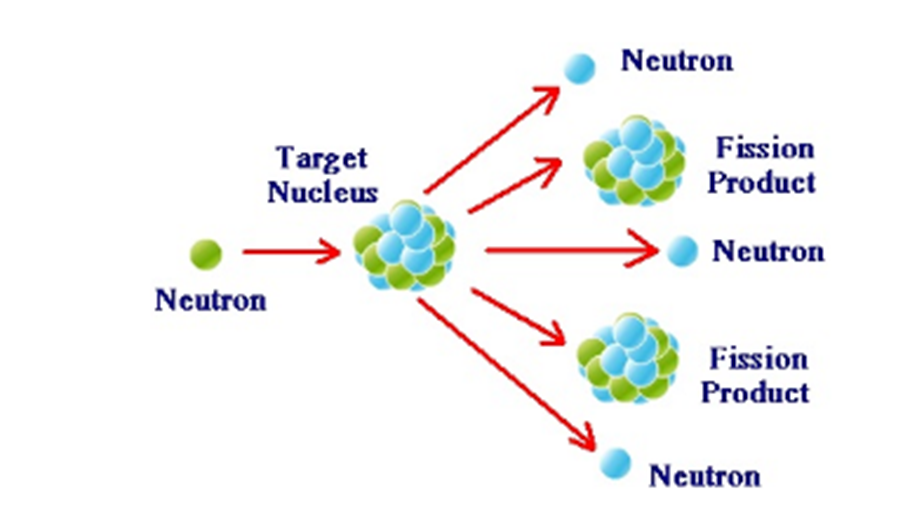 Neutron
Target
Nucleus
Neutron
Fission
Product
Neutron
Fission
Product
Neutron